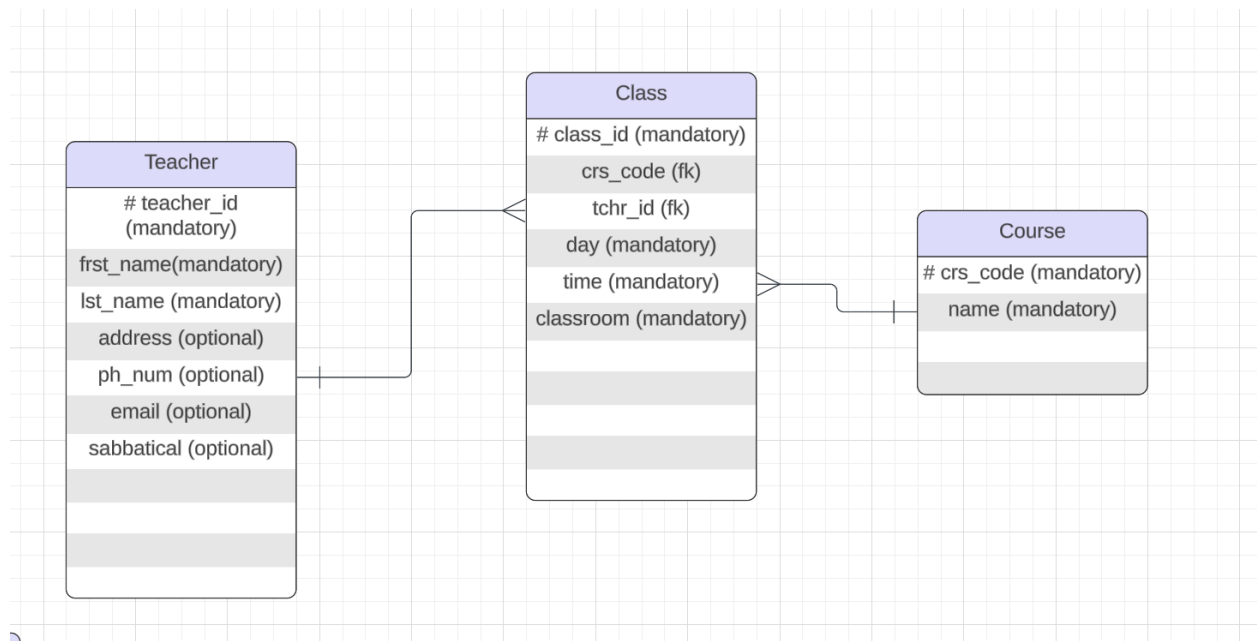 Teacher
# teacher_id
(mandatory)
frst_name(mandatory)
lst_name (mandatory)
address (optional)
ph_num (optional)
email (optional)
sabbatical (optional)
Class
# class_id (mandatory)
crs_code (fk)
tchr_id (fk)
day (mandatory)
time (mandatory)
classroom (mandatory)
Course
# crs_code (mandatory)
name (mandatory)